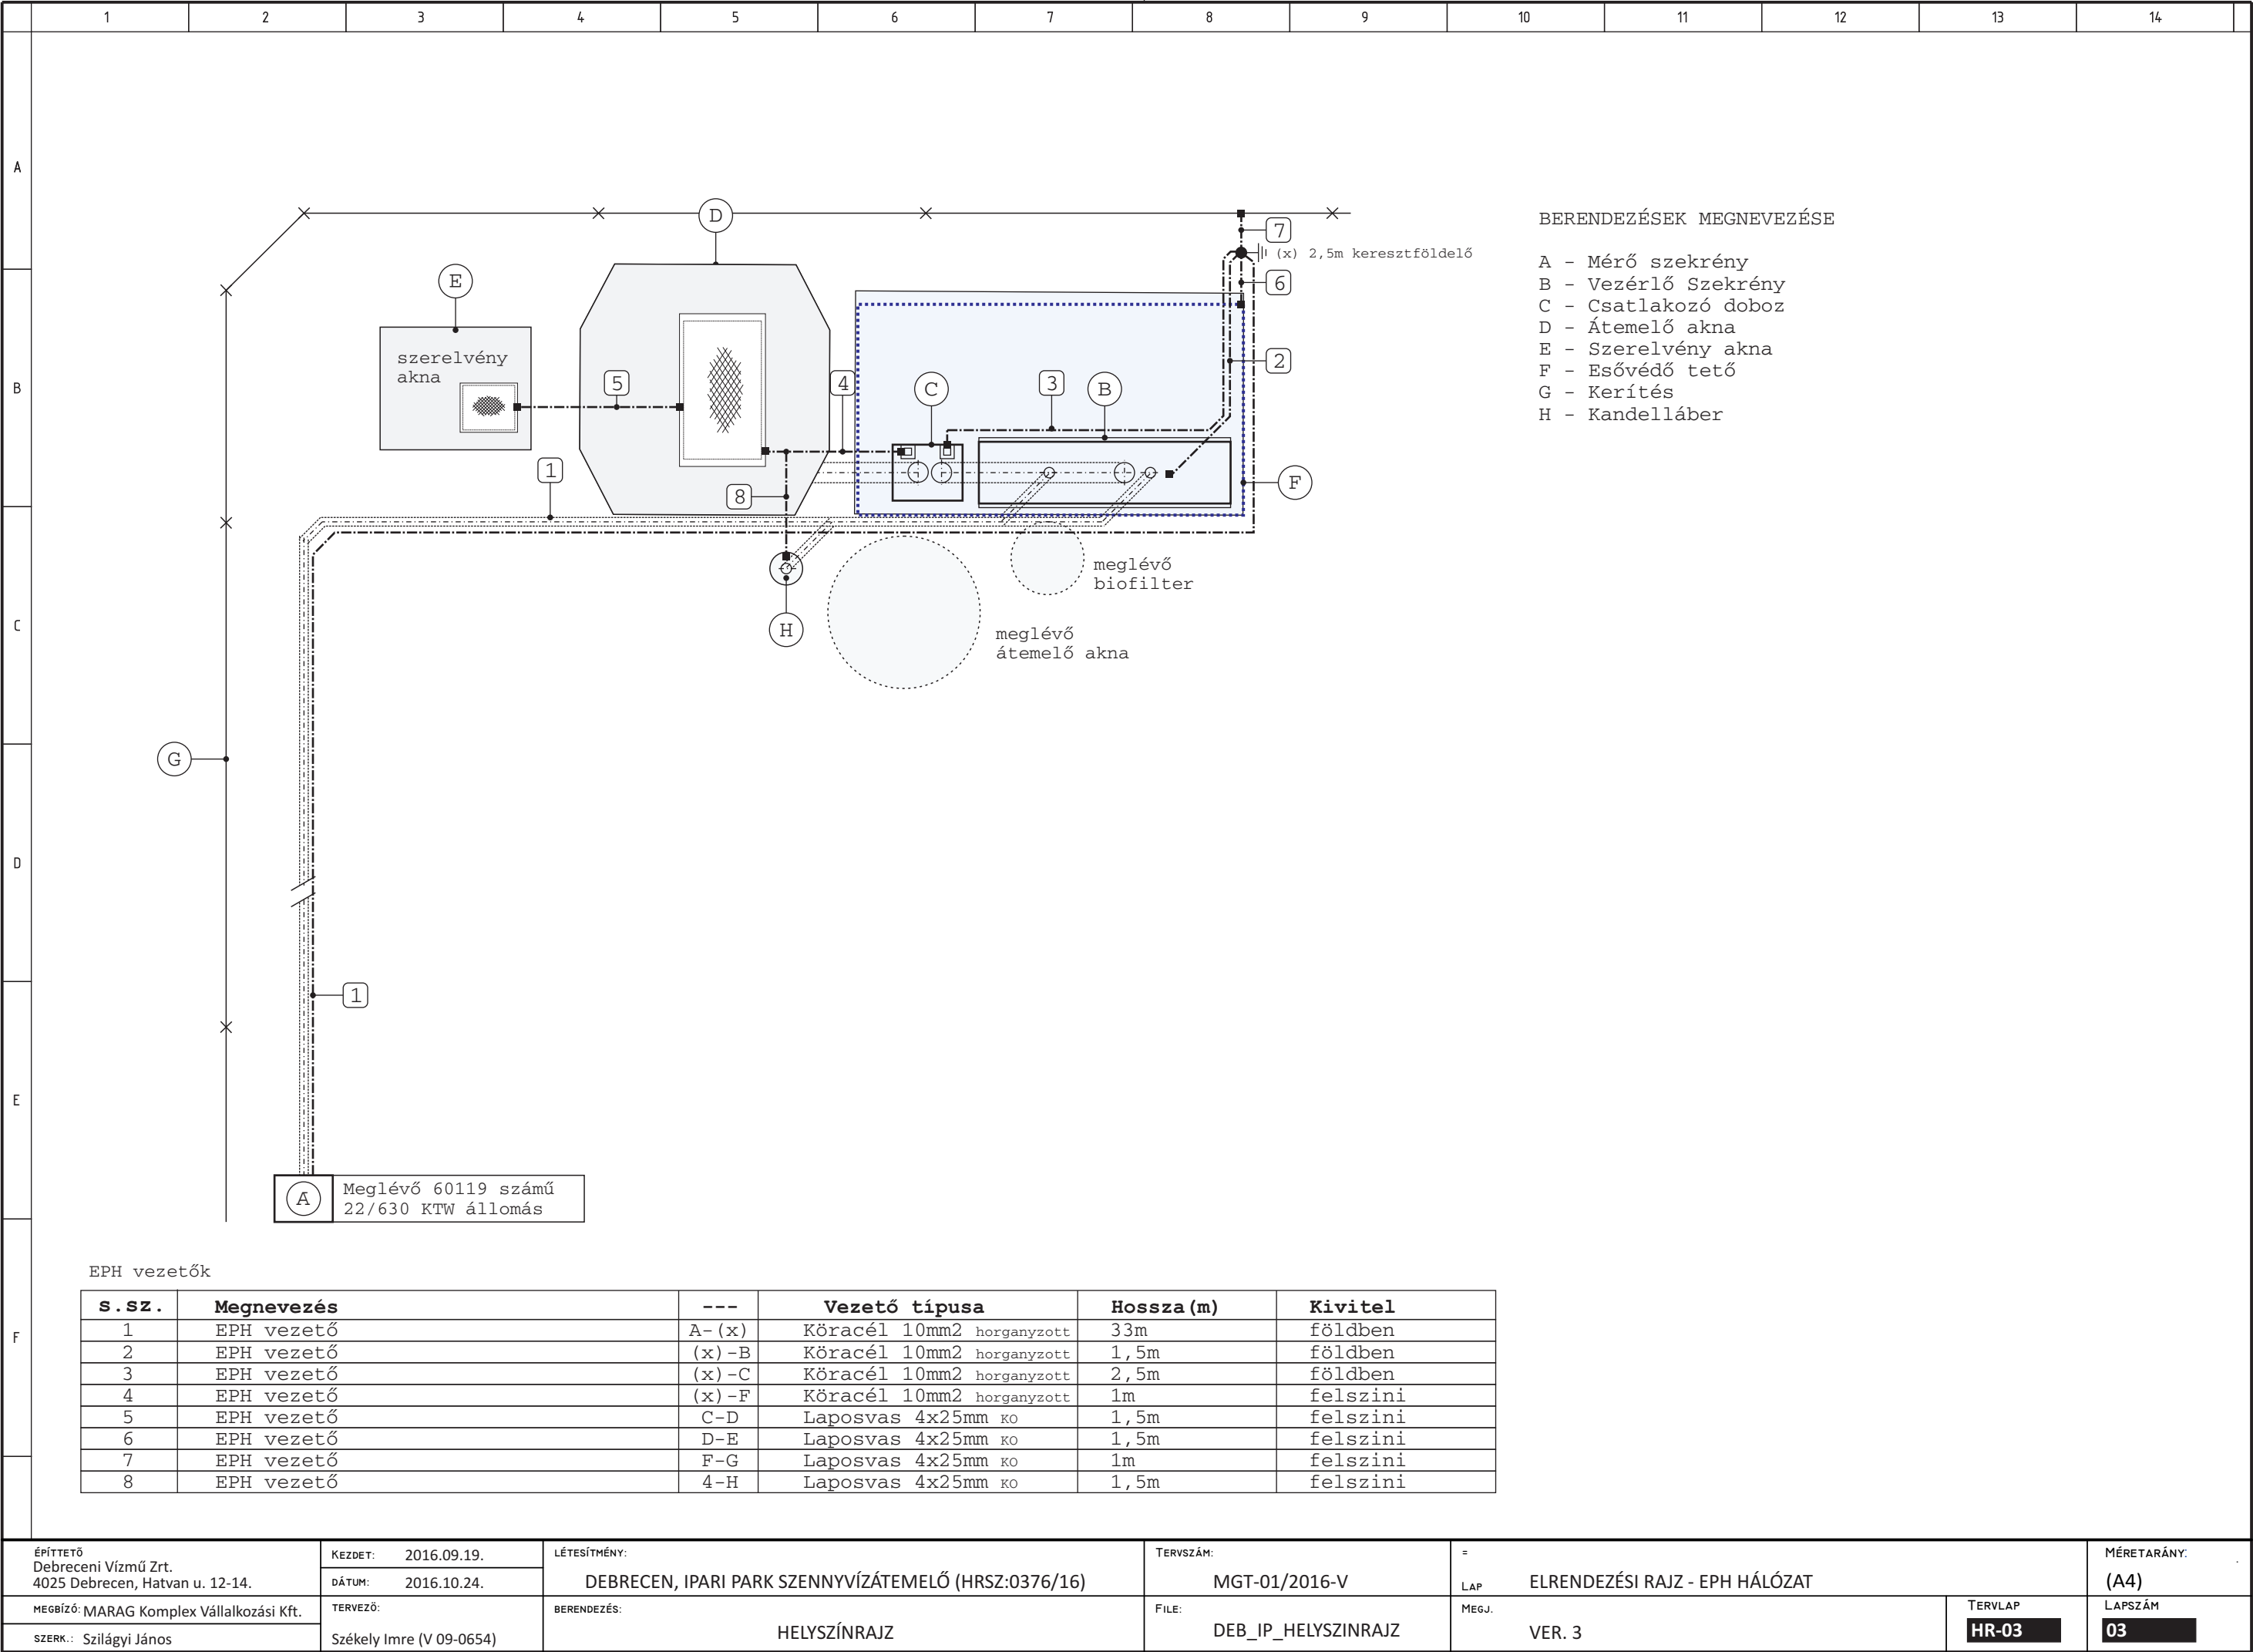 1 2 3 4 5 6 7 8 9 10 11 12 13 14
A
B
C
D
E
F
D
7
(x) 2,5m keresztföldelő
6
E
szerelvény
akna
5
4
C
3
B
2
1
8
F
H
meglévő
biofilter
meglévő
átemelő akna
G
1
A
Meglévő 60119 számű
22/630 KTW állomás
BERENDEZÉSEK MEGNEVEZÉSE
A - Mérő szekrény
B - Vezérlő Szekrény
C - Csatlakozó doboz
D - Átemelő akna
E - Szerelvény akna
F - Esővédő tető
G - Kerítés
H - Kandelláber
EPH vezetők
s.sz. Megnevezés --- Vezető típusa Hossza(m) Kivitel
1 EPH vezető A-(x) Köracél 10mm2 horganyzott 33m földben
2 EPH vezető (x)-B Köracél 10mm2 horganyzott 1,5m földben
3 EPH vezető (x)-C Köracél 10mm2 horganyzott 2,5m földben
4 EPH vezető (x)-F Köracél 10mm2 horganyzott 1m felszini
5 EPH vezető C-D Laposvas 4x25mm KO 1,5m felszini
6 EPH vezető D-E Laposvas 4x25mm KO 1,5m felszini
7 EPH vezető F-G Laposvas 4x25mm KO 1m felszini
8 EPH vezető 4-H Laposvas 4x25mm KO 1,5m felszini
ÉPÍTTETŐ
Debreceni Vízmű Zrt.
4025 Debrecen, Hatvan u. 12-14.
MEGBÍZÓ: MARAG Komplex Vállalkozási Kft.
SZERK.: Szilágyi János
KEZDET: 2016.09.19.
DÁTUM: 2016.10.24.
TERVEZŐ:
Székely Imre (V 09-0654)
LÉTESÍTMÉNY:
DEBRECEN, IPARI PARK SZENNYVÍZÁTEMELŐ (HRSZ:0376/16)
BERENDEZÉS:
HELYSZÍNRAJZ
TERVSZÁM:
MGT-01/2016-V
FILE:
DEB_IP_HELYSZINRAJZ
=
LAP ELRENDEZÉSI RAJZ - EPH HÁLÓZAT
MEGJ.
VER. 3
TERVLAP
HR-03
MÉRETARÁNY:
(A4)
LAPSZÁM
03